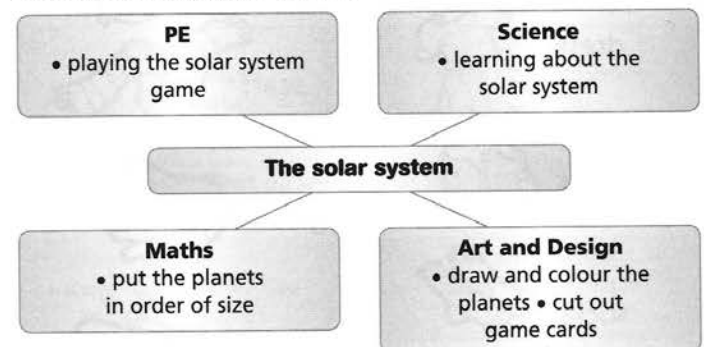 PE
• playing the solar system
game
Science
• learning about the
solar system
The solar system
Maths
• put the planets
in order of size
Art and Design
• draw and colour the
planets • cut out
game cards